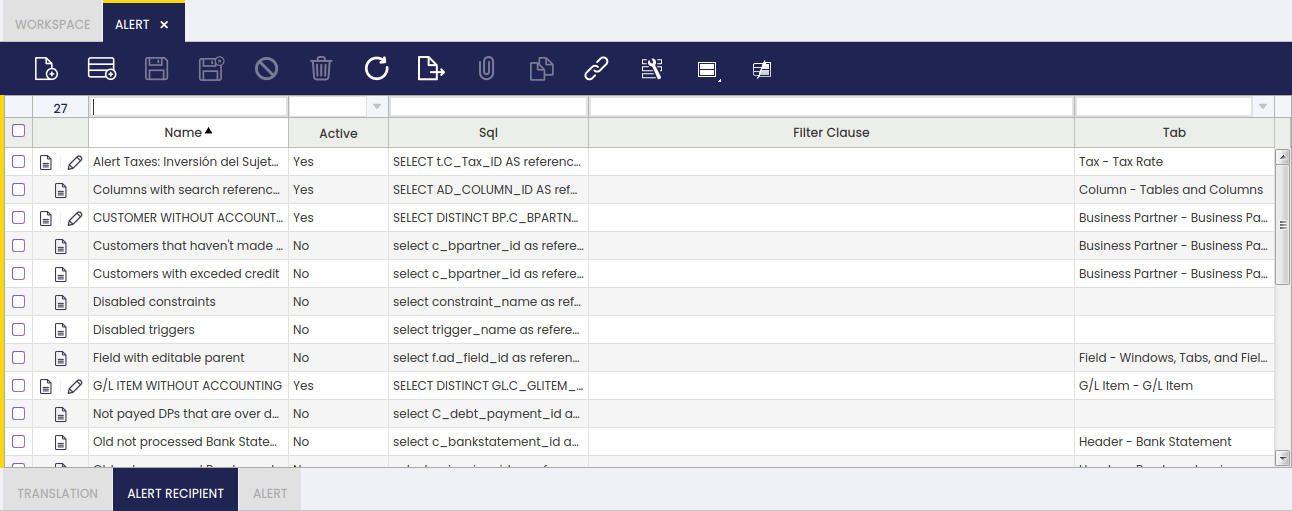 WORKSPACE ALERT ×
27
Name Active Sql Filter Clause Tab
Alert Taxes: Inversión del Sujet... Yes SELECT t.C_Tax_ID AS referenc... Tax - Tax Rate
Columns with search referenc... Yes SELECT AD_COLUMN_ID AS ref... Column - Tables and Columns
CUSTOMER WITHOUT ACCOUNT... Yes SELECT DISTINCT BP.C_BPARTN... Business Partner - Business Pa...
Customers that haven't made ... No select c_bpartner_id as refere... Business Partner - Business Pa...
Customers with exceded credit No select c_bpartner_id as refere... Business Partner - Business Pa...
Disabled constraints No select constraint_name as ref...
Disabled triggers No select trigger_name as refere...
Field with editable parent No select f.ad_field_id as referen... Field - Windows, Tabs, and Fiel...
G/L ITEM WITHOUT ACCOUNTING Yes SELECT DISTINCT GL.C_GLITEM_... G/L Item - G/L Item
Not payed DPs that are over d... No select C_debt_payment_id a...
Old not processed Bank State... No select c_bankstatement_id a... Header - Bank Statement
TRANSLATION ALERT RECIPIENT ALERT